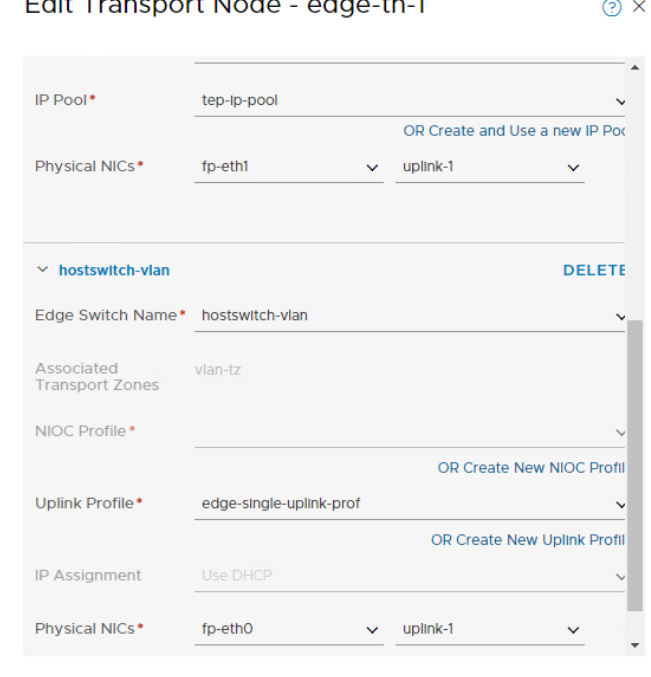 Edit Transport Node - edge-tn-1
IP Pool*
tep-ip-pool
OR Create and Use a new IP Poo
Physical NICs*
fp-eth1
uplink-1
hostswitch-vlan
DELETE
Edge Switch Name*
hostswitch-vlan
Associated
Transport Zones
vlan-tz
NIOC Profile*
OR Create New NIOC Profil
Uplink Profile*
edge-single-uplink-prof
OR Create New Uplink Profil
IP Assignment
Use DHCP
Physical NICs*
fp-eth0
uplink-1